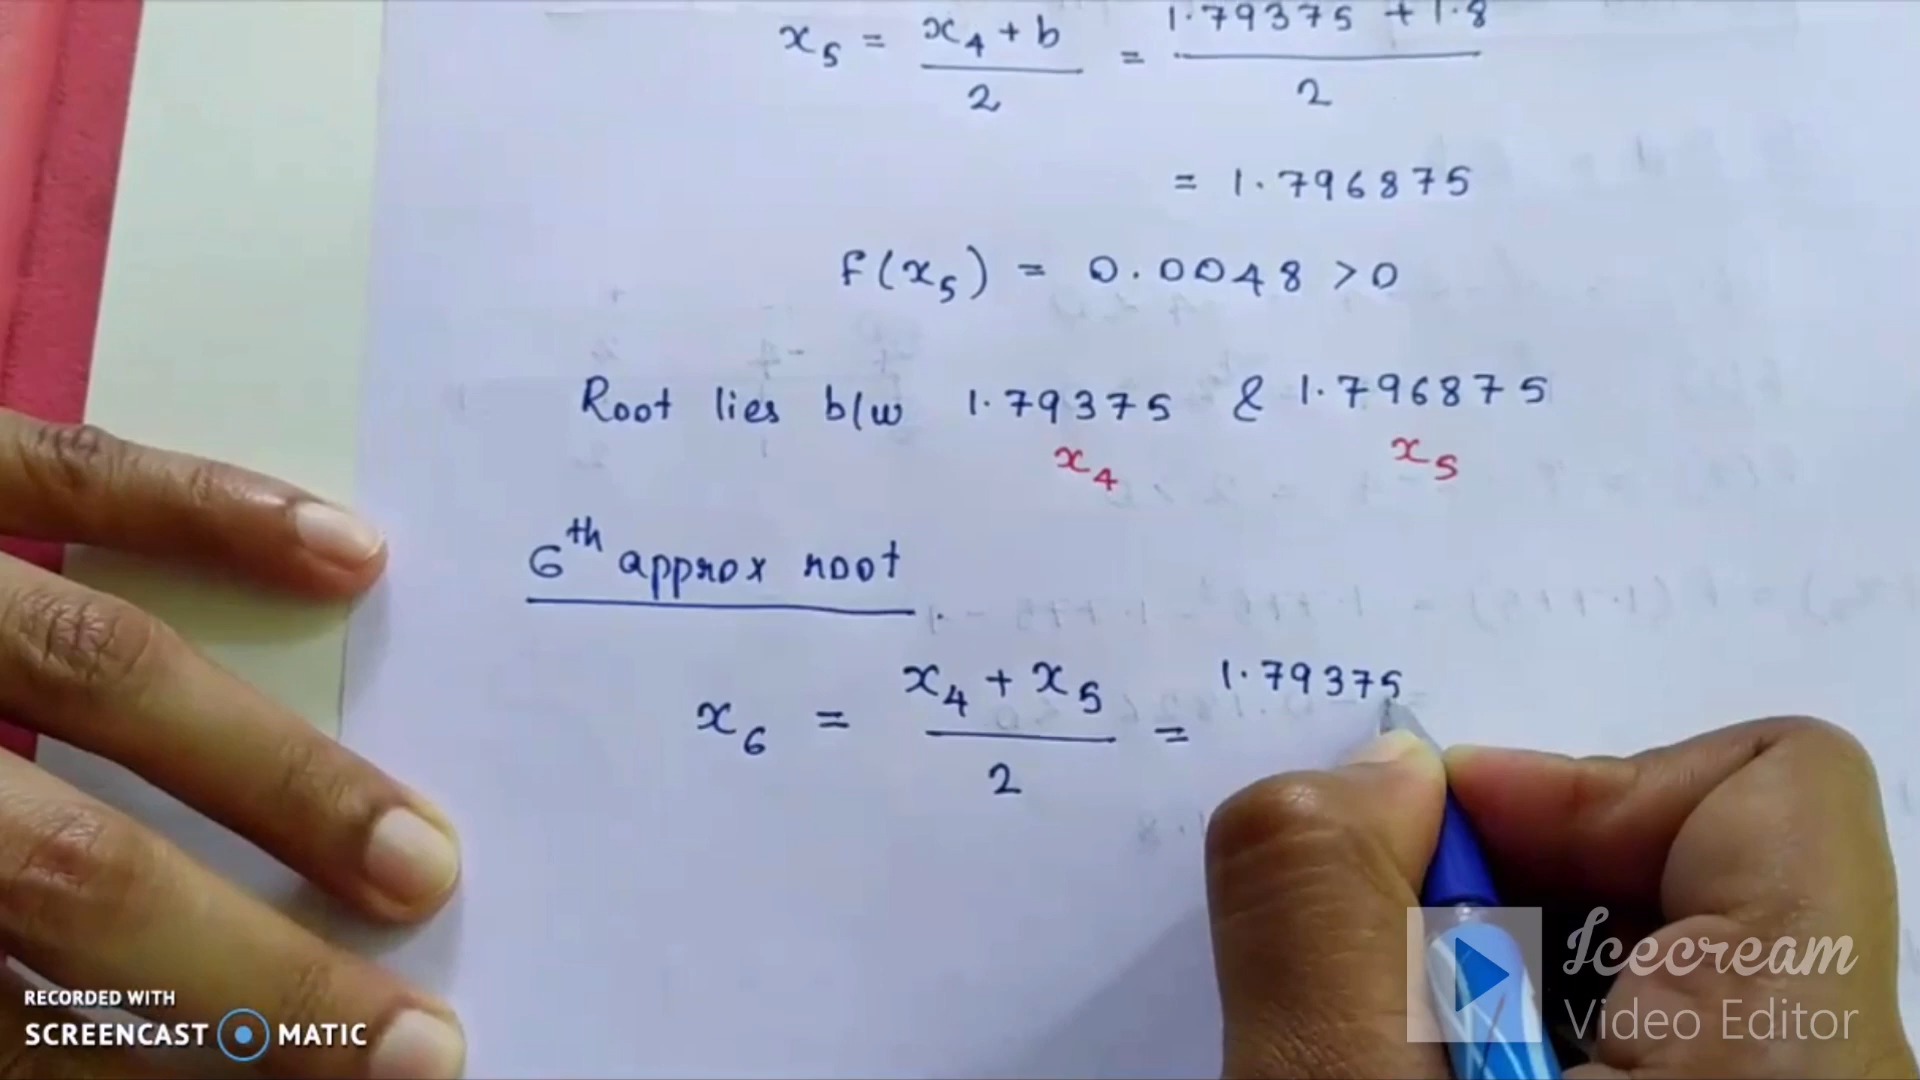 x₅ = x₄ + b / 2 = 1.79375 + 1.8 / 2
= 1.796875
f(x₅) = 0.0048 > 0
Root lies b/w 1.79375 & 1.796875
x₄ x₅
6th approx root
x₆ = x₄ + x₅ / 2 = 1.79375
RECORDED WITH
SCREENCAST MATIC
Icecream
Video Editor